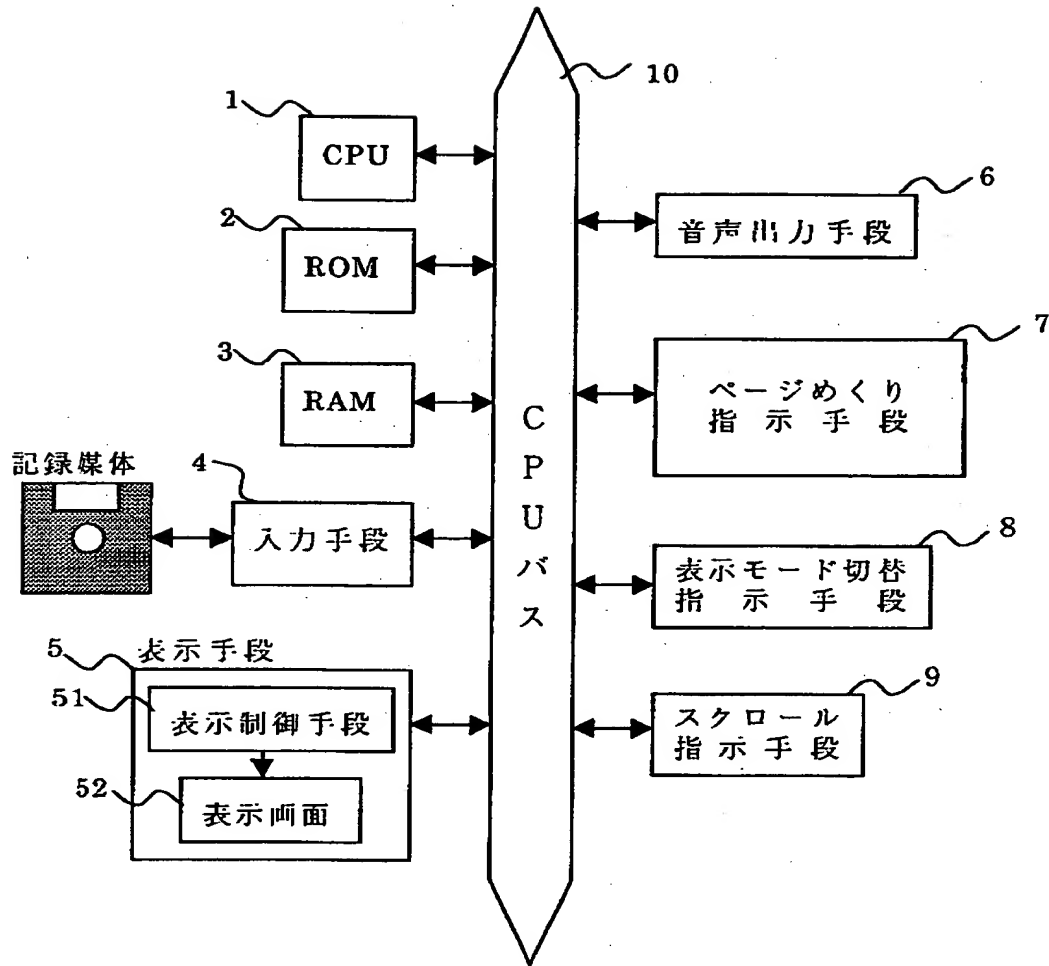 10
1
CPU
6
音声出力手段
2
ROM
7
ページめくり
指示手段
3
RAM
CPUバス
記録媒体
4
入力手段
8
表示モード切替
指示手段
5
表示手段
51
表示制御手段
9
スクロール
指示手段
52
表示画面